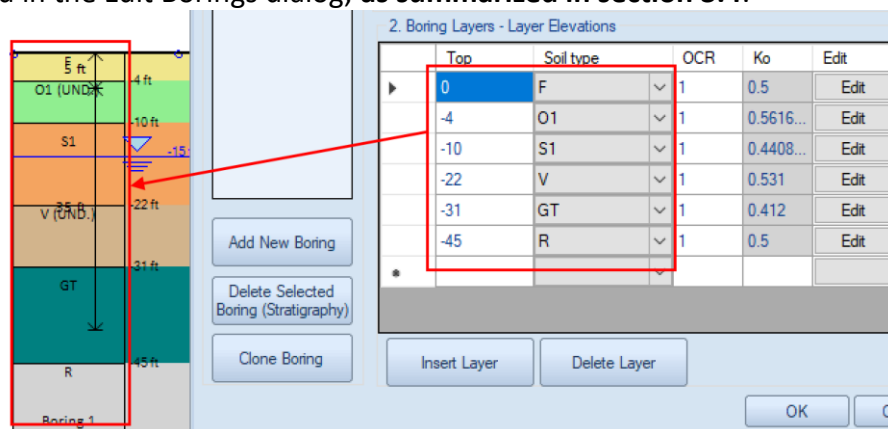 d in the Edit Borings dialog, as summarized in section 3.4.
2. Boring Layers - Layer Elevations
Top Soil type OCR Ko Edit
0 F 1 0.5 Edit
-4 O1 1 0.5616... Edit
-10 S1 1 0.4408... Edit
-22 V 1 0.531 Edit
-31 GT 1 0.412 Edit
-45 R 1 0.5 Edit
Add New Boring
Delete Selected
Boring (Stratigraphy)
Clone Boring
Insert Layer
Delete Layer
OK
F
5 ft
-4 ft
O1 (UND.)
-10 ft
S1
-15
-22 ft
35 ft
V (UND.)
-31 ft
GT
-45 ft
R
Boring 1